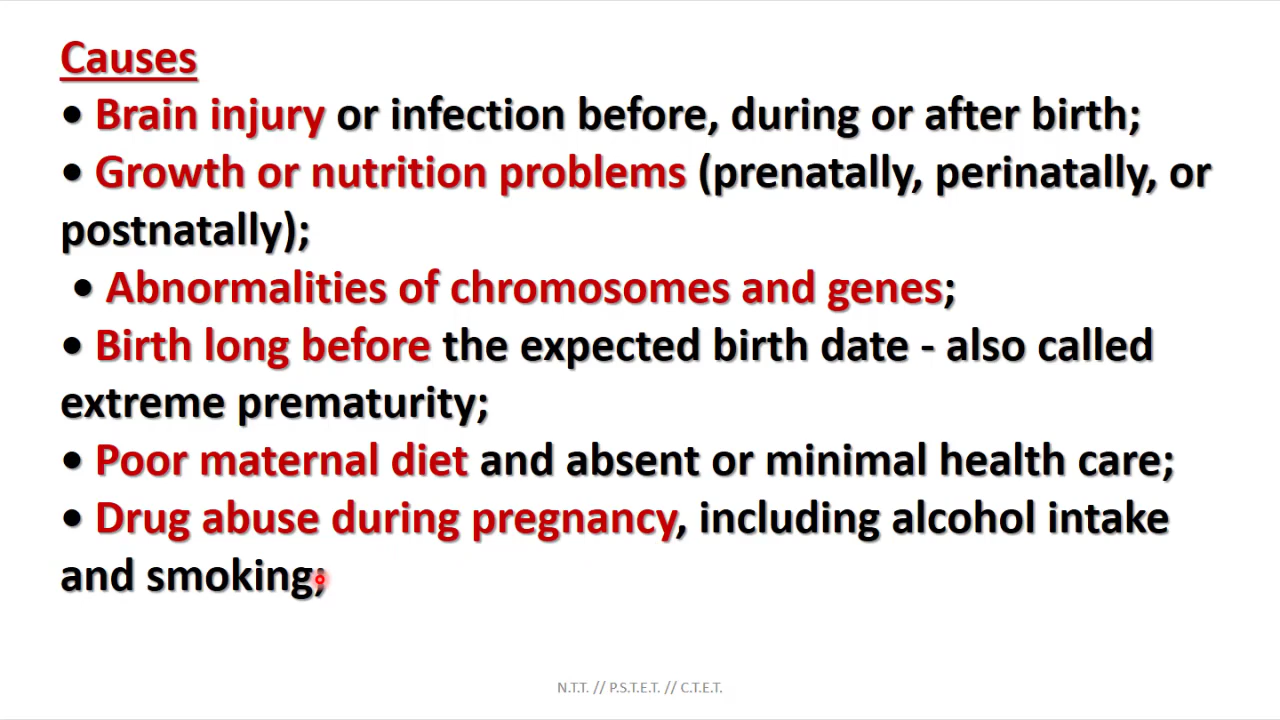 Causes
• Brain injury or infection before, during or after birth;
• Growth or nutrition problems (prenatally, perinatally, or
postnatally);
• Abnormalities of chromosomes and genes;
• Birth long before the expected birth date - also called
extreme prematurity;
• Poor maternal diet and absent or minimal health care;
• Drug abuse during pregnancy, including alcohol intake
and smoking;
N.T.T. // P.S.T.E.T. // C.T.E.T.